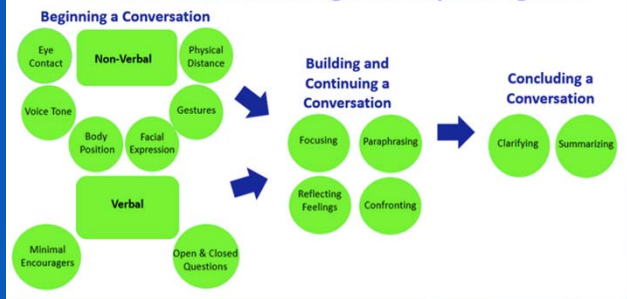 Beginning a Conversation
Eye
Contact
Non-Verbal
Physical
Distance
Voice Tone
Gestures
Body
Position
Facial
Expression
Verbal
Minimal
Encouragers
Open & Closed
Questions
Building and
Continuing a
Conversation
Focusing
Paraphrasing
Reflecting
Feelings
Confronting
Concluding a
Conversation
Clarifying
Summarizing